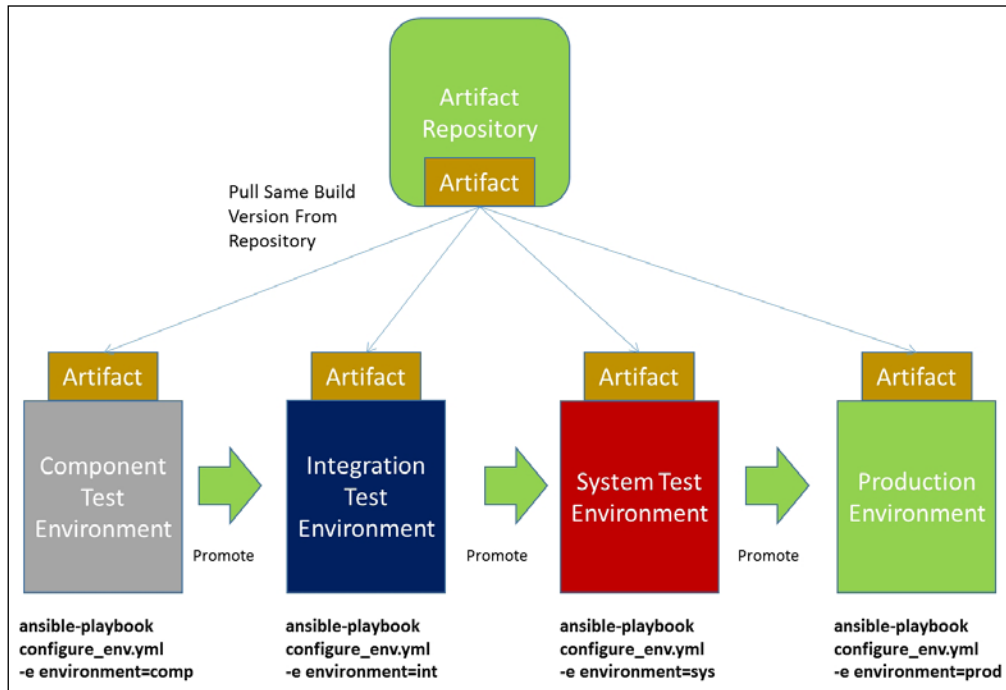 Artifact
Repository
Artifact
Pull Same Build
Version From
Repository
Artifact
Artifact
Artifact
Artifact
Component
Test
Environment
Integration
Test
Environment
System Test
Environment
Production
Environment
Promote
Promote
Promote
ansible-playbook
configure_env.yml
-e environment=comp
ansible-playbook
configure_env.yml
-e environment=int
ansible-playbook
configure_env.yml
-e environment=sys
ansible-playbook
configure_env.yml
-e environment=prod